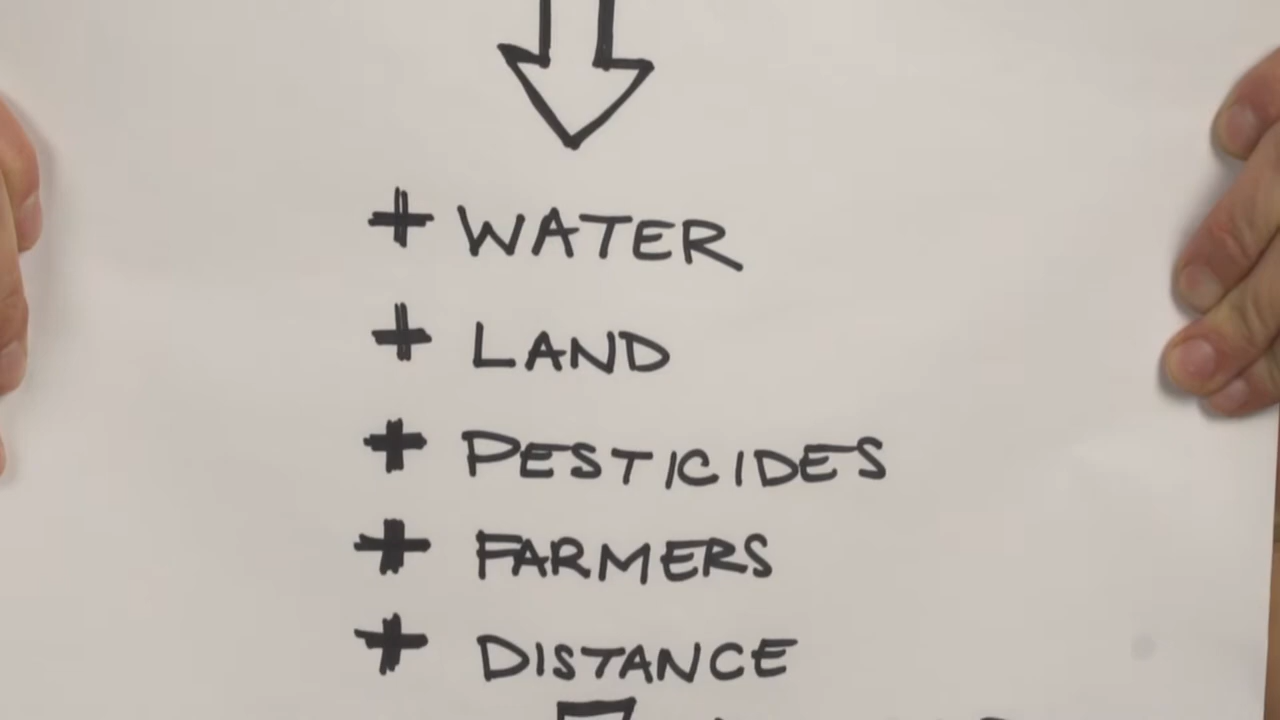 + WATER
+ LAND
+ PESTICIDES
+ FARMERS
+ DISTANCE